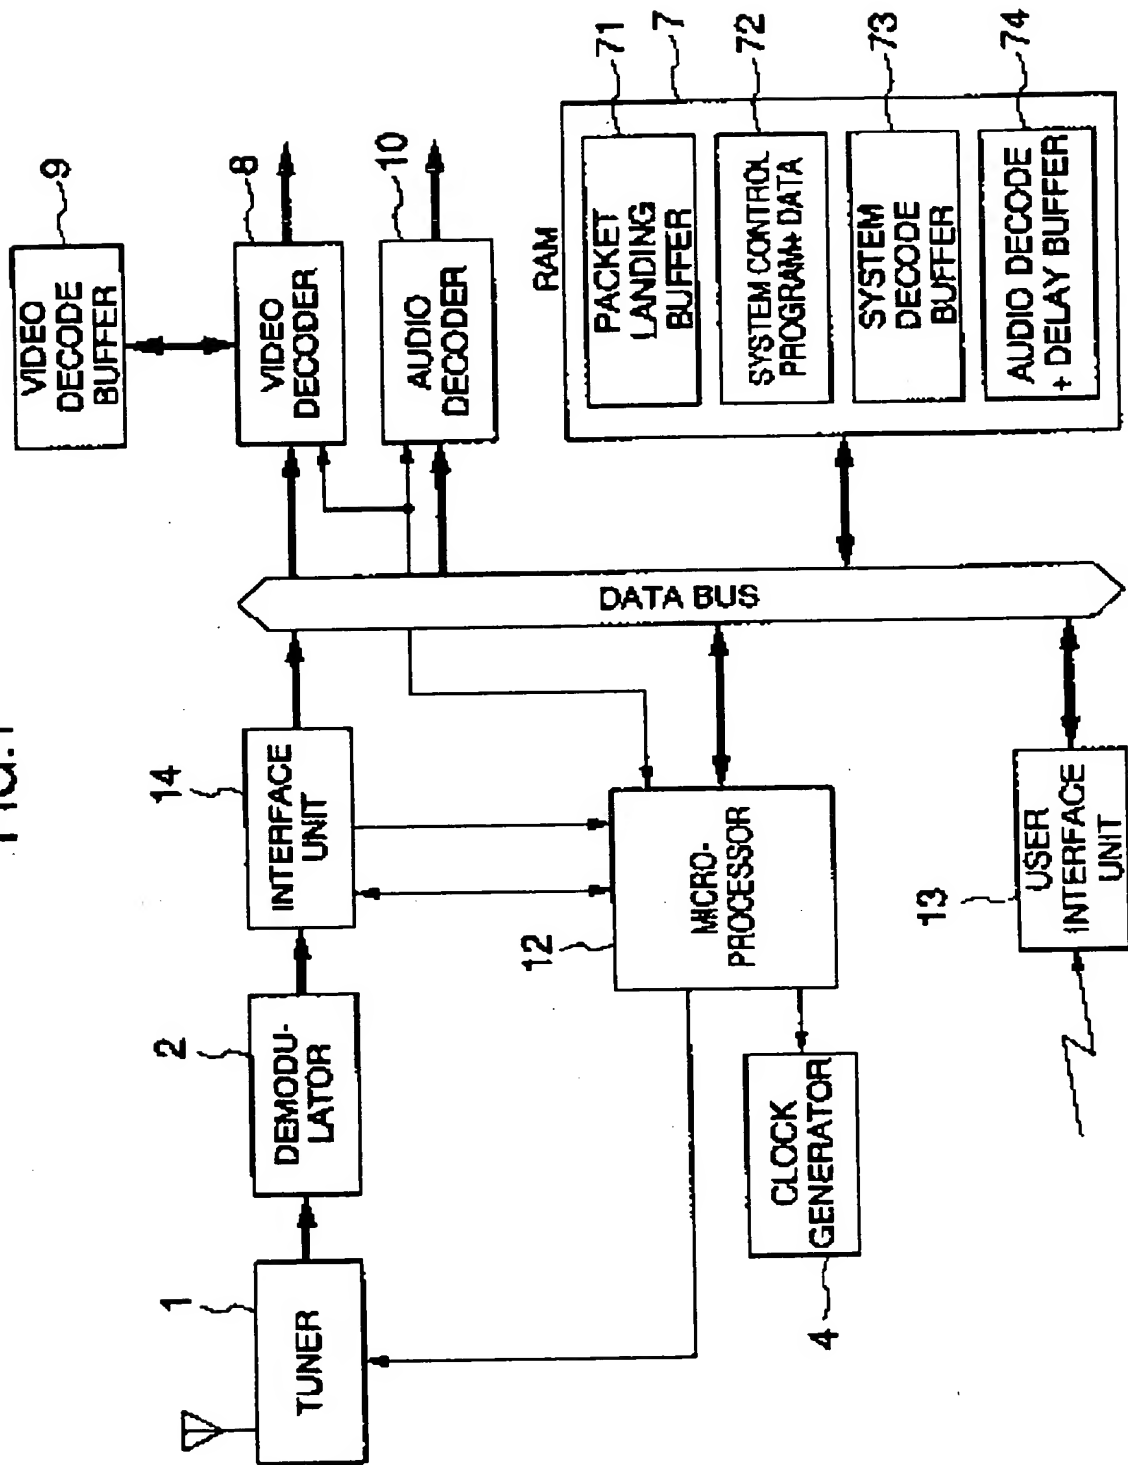 FIG.1
9
VIDEO
DECODE
BUFFER
8
VIDEO
DECODER
10
AUDIO
DECODER
14
INTERFACE
UNIT
2
DEMODU-
LATOR
1
TUNER
DATA BUS
RAM
7
71
PACKET
LANDING
BUFFER
72
SYSTEM CONTROL
PROGRAM+ DATA
73
SYSTEM
DECODE
BUFFER
74
AUDIO DECODE
+ DELAY BUFFER
12
MICRO-
PROCESSOR
4
CLOCK
GENERATOR
13
USER
INTERFACE
UNIT